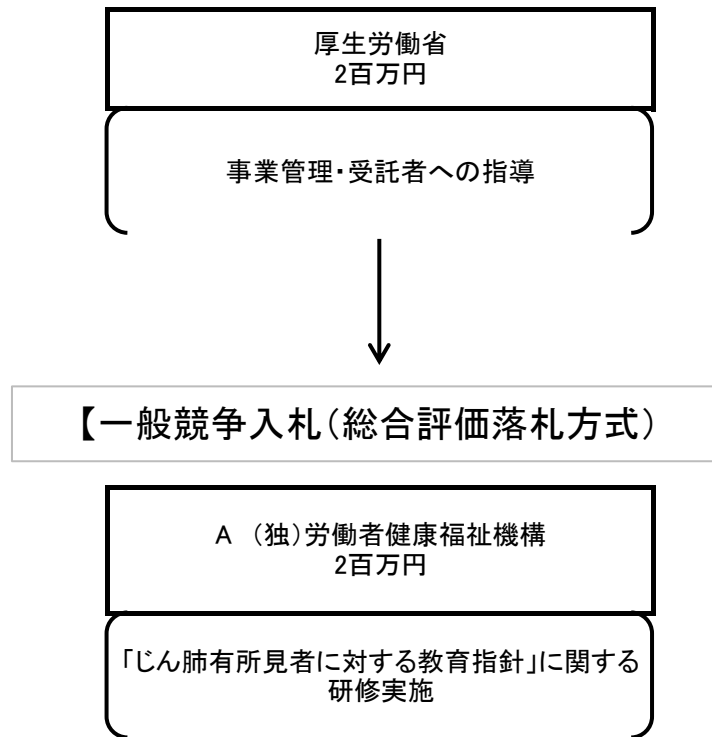 厚生労働省
2百万円
事業管理・受託者への指導
【一般競争入札(総合評価落札方式)
A (独)労働者健康福祉機構
2百万円
「じん肺有所見者に対する教育指針」に関する
研修実施